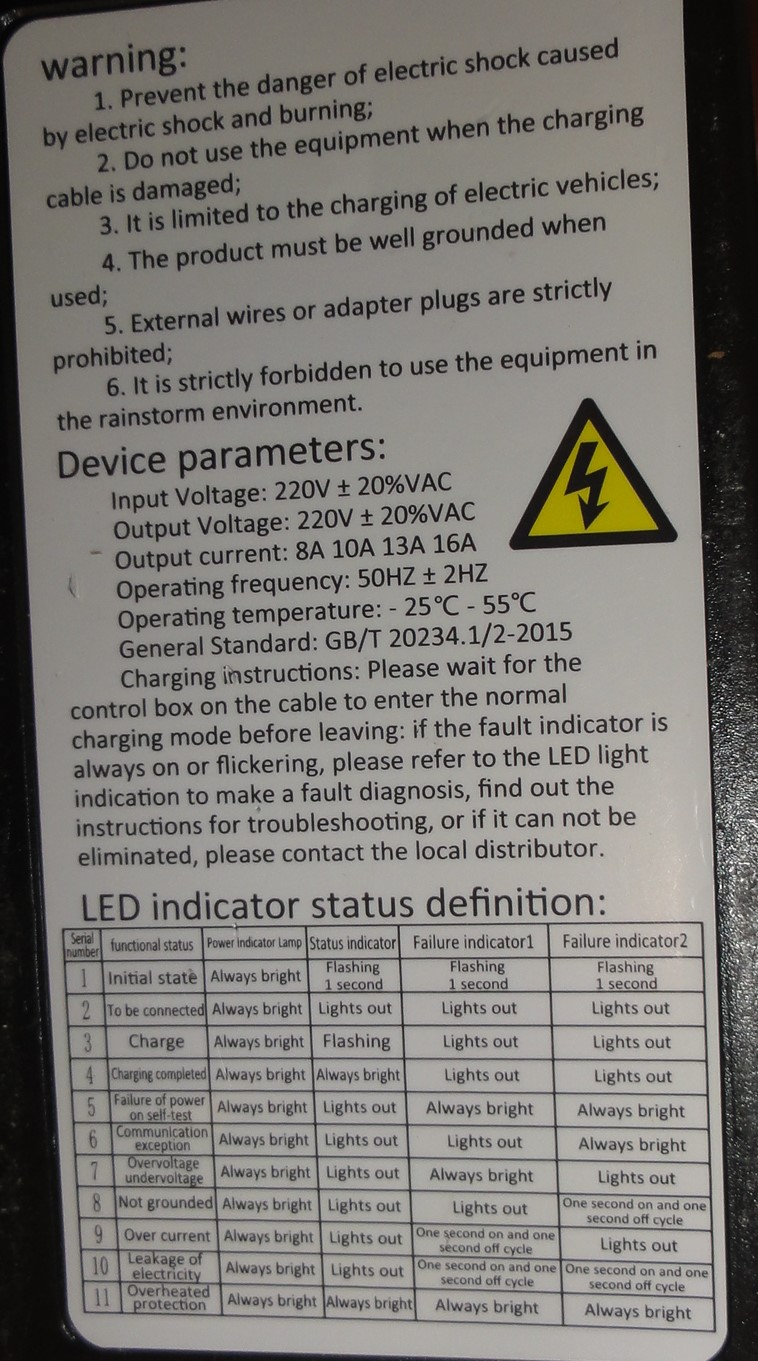 warning:
1. Prevent the danger of electric shock caused
by electric shock and burning;
2. Do not use the equipment when the charging
cable is damaged;
3. It is limited to the charging of electric vehicles;
4. The product must be well grounded when
used;
5. External wires or adapter plugs are strictly
prohibited;
6. It is strictly forbidden to use the equipment in
the rainstorm environment.
Device parameters:
Input Voltage: 220V ± 20%VAC
Output Voltage: 220V ± 20%VAC
Output current: 8A 10A 13A 16A
Operating frequency: 50HZ ± 2HZ
Operating temperature: - 25℃ - 55℃
General Standard: GB/T 20234.1/2-2015
Charging instructions: Please wait for the
control box on the cable to enter the normal
charging mode before leaving: if the fault indicator is
always on or flickering, please refer to the LED light
indication to make a fault diagnosis, find out the
instructions for troubleshooting, or if it can not be
eliminated, please contact the local distributor.
LED indicator status definition:
Serial number functional status Power Indicator Lamp Status indicator Failure indicator1 Failure indicator2
1 Initial state Always bright Flashing 1 second Flashing 1 second Flashing 1 second
2 To be connected Always bright Lights out Lights out Lights out
3 Charge Always bright Flashing Lights out Lights out
4 Charging completed Always bright Always bright Lights out Lights out
5 Failure of power on self-test Always bright Lights out Always bright Always bright
6 Communication exception Always bright Lights out Lights out Always bright
7 Overvoltage undervoltage Always bright Lights out Always bright Lights out
8 Not grounded Always bright Lights out Lights out One second on and one second off cycle
9 Over current Always bright Lights out One second on and one second off cycle Lights out
10 Leakage of electricity Always bright Lights out One second on and one second off cycle One second on and one second off cycle
11 Overheated protection Always bright Always bright Always bright Always bright